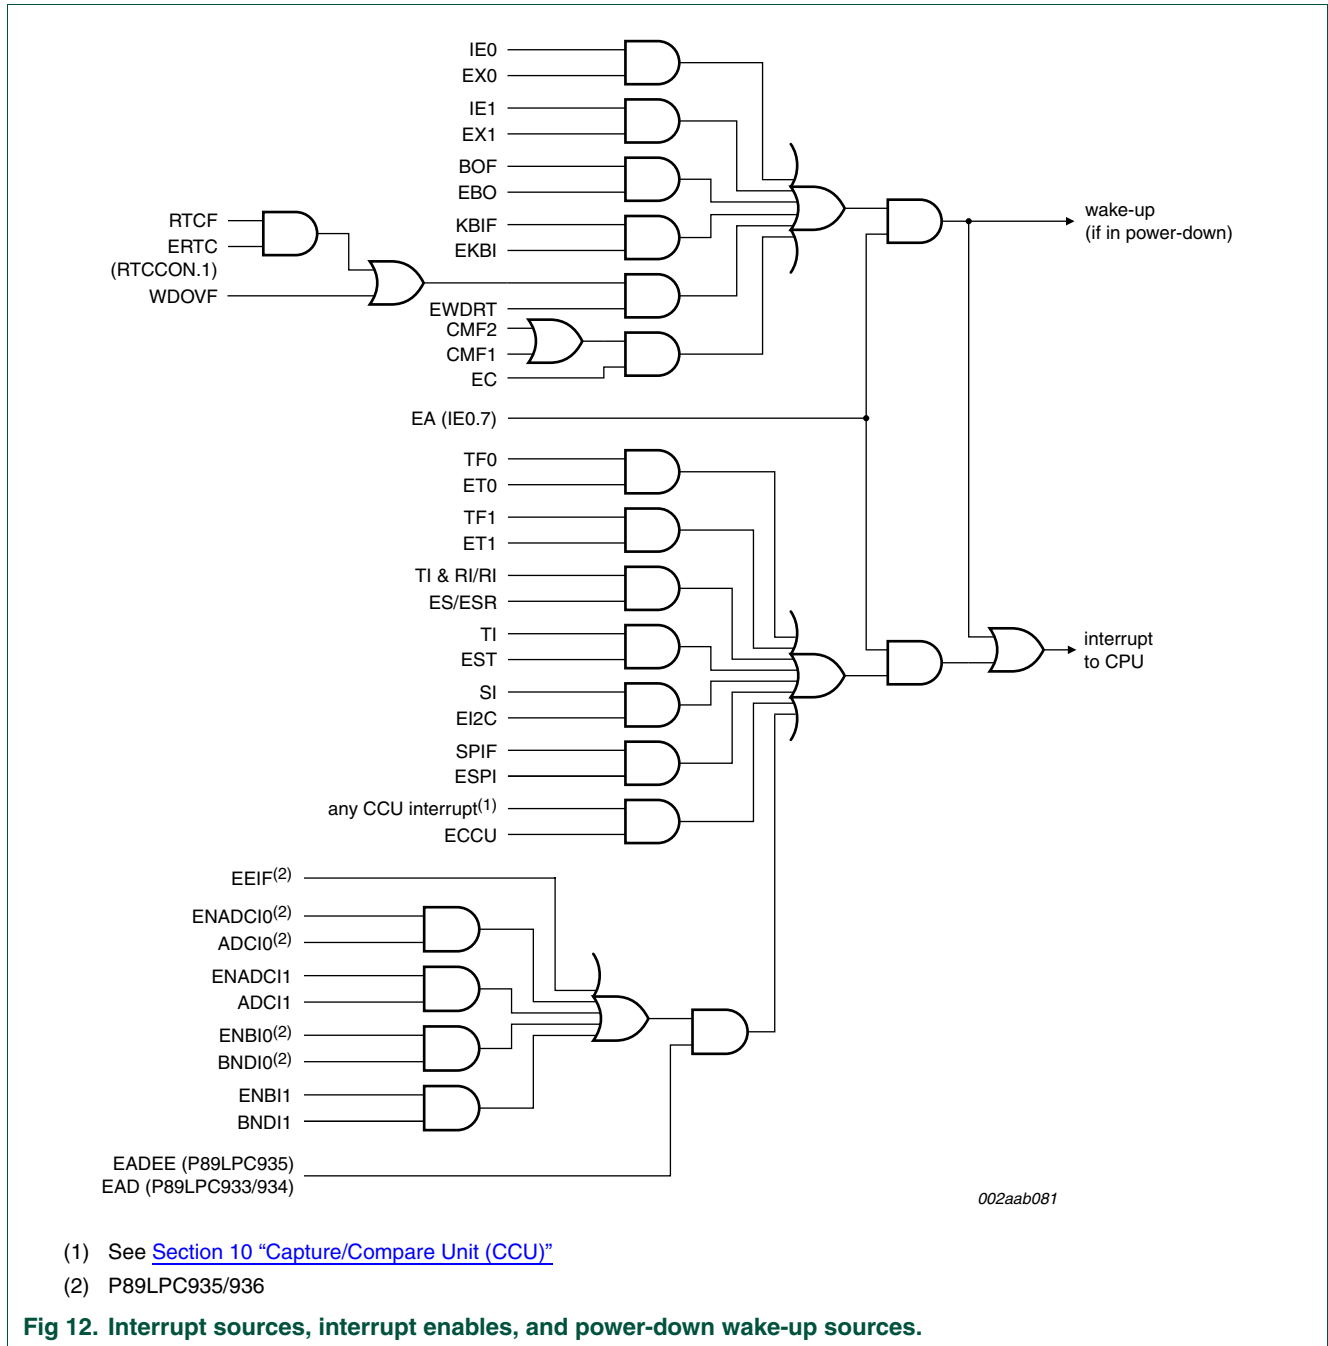 IE0
EX0
IE1
EX1
BOF
EBO
KBIF
EKBI
RTCF
ERTC
(RTCCON.1)
WDOVF
EWDRT
CMF2
CMF1
EC
wake-up
(if in power-down)
EA (IE0.7)
TF0
ET0
TF1
ET1
TI & RI/RI
ES/ESR
TI
EST
SI
EI2C
SPIF
ESPI
any CCU interrupt(1)
ECCU
interrupt
to CPU
EEIF(2)
ENADCI0(2)
ADCI0(2)
ENADCI1
ADCI1
ENBI0(2)
BNDI0(2)
ENBI1
BNDI1
EADEE (P89LPC935)
EAD (P89LPC933/934)
002aab081
(1) See Section 10 “Capture/Compare Unit (CCU)”
(2) P89LPC935/936
Fig 12. Interrupt sources, interrupt enables, and power-down wake-up sources.